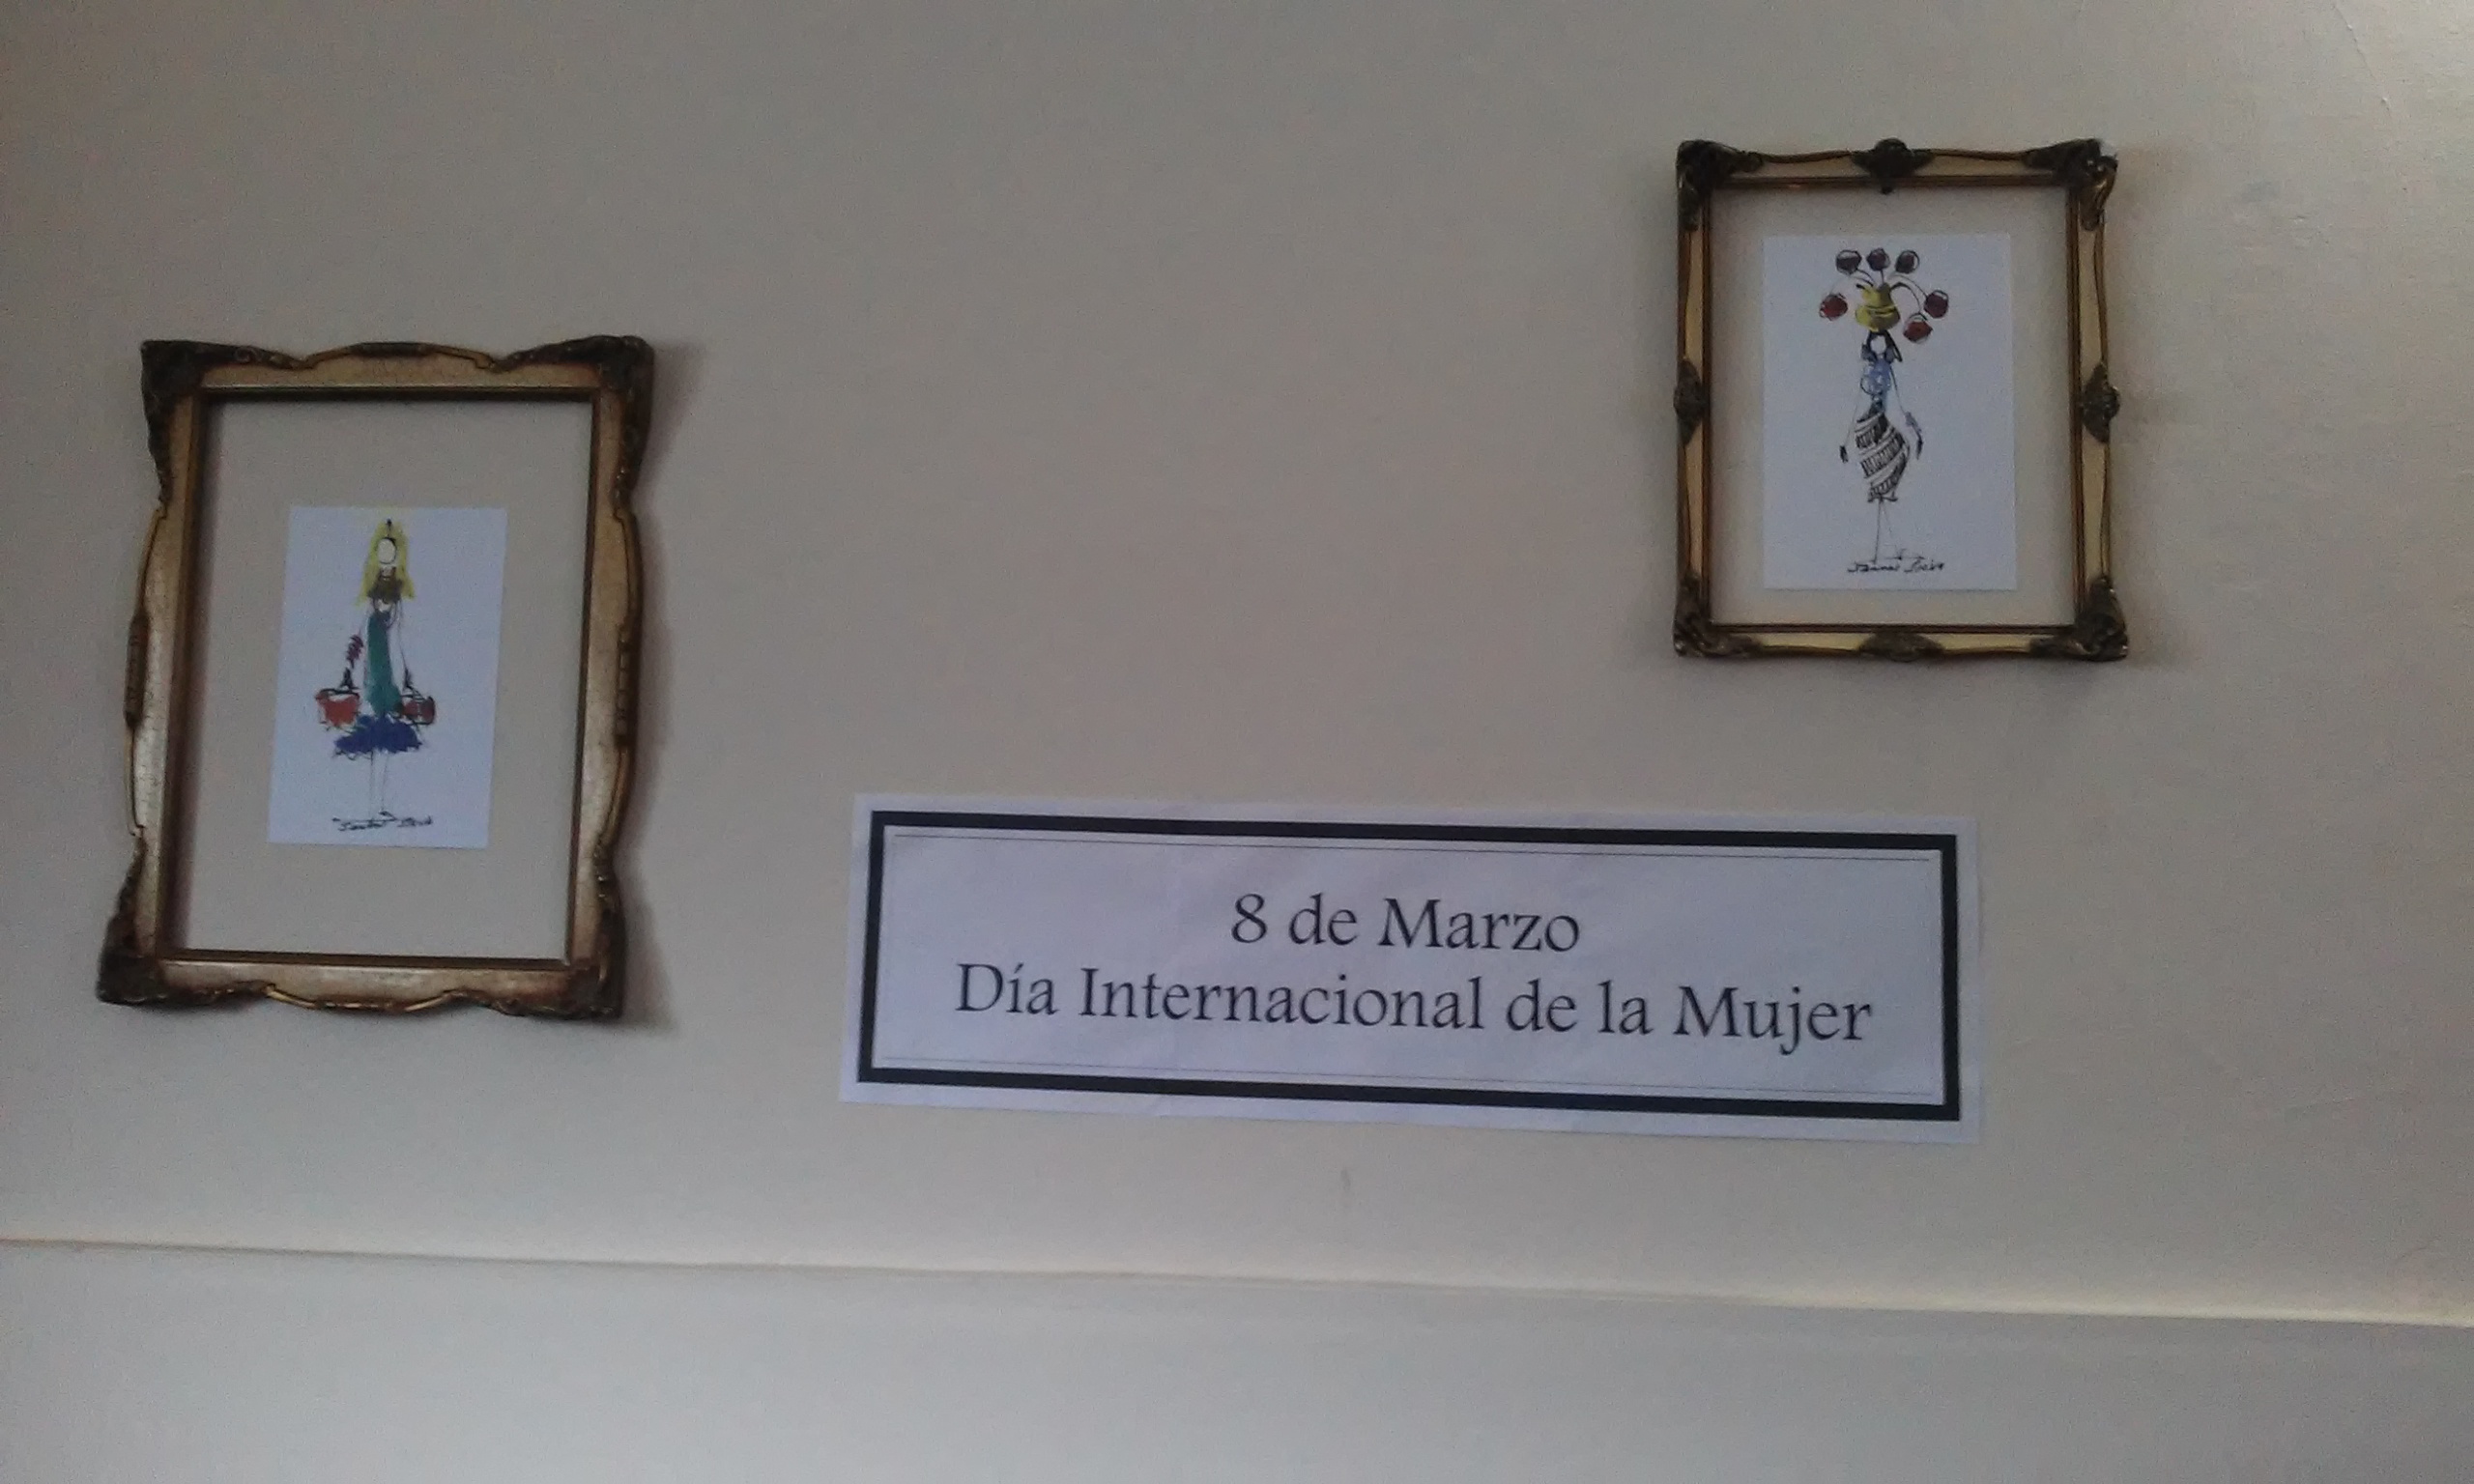 8 de Marzo
Día Internacional de la Mujer